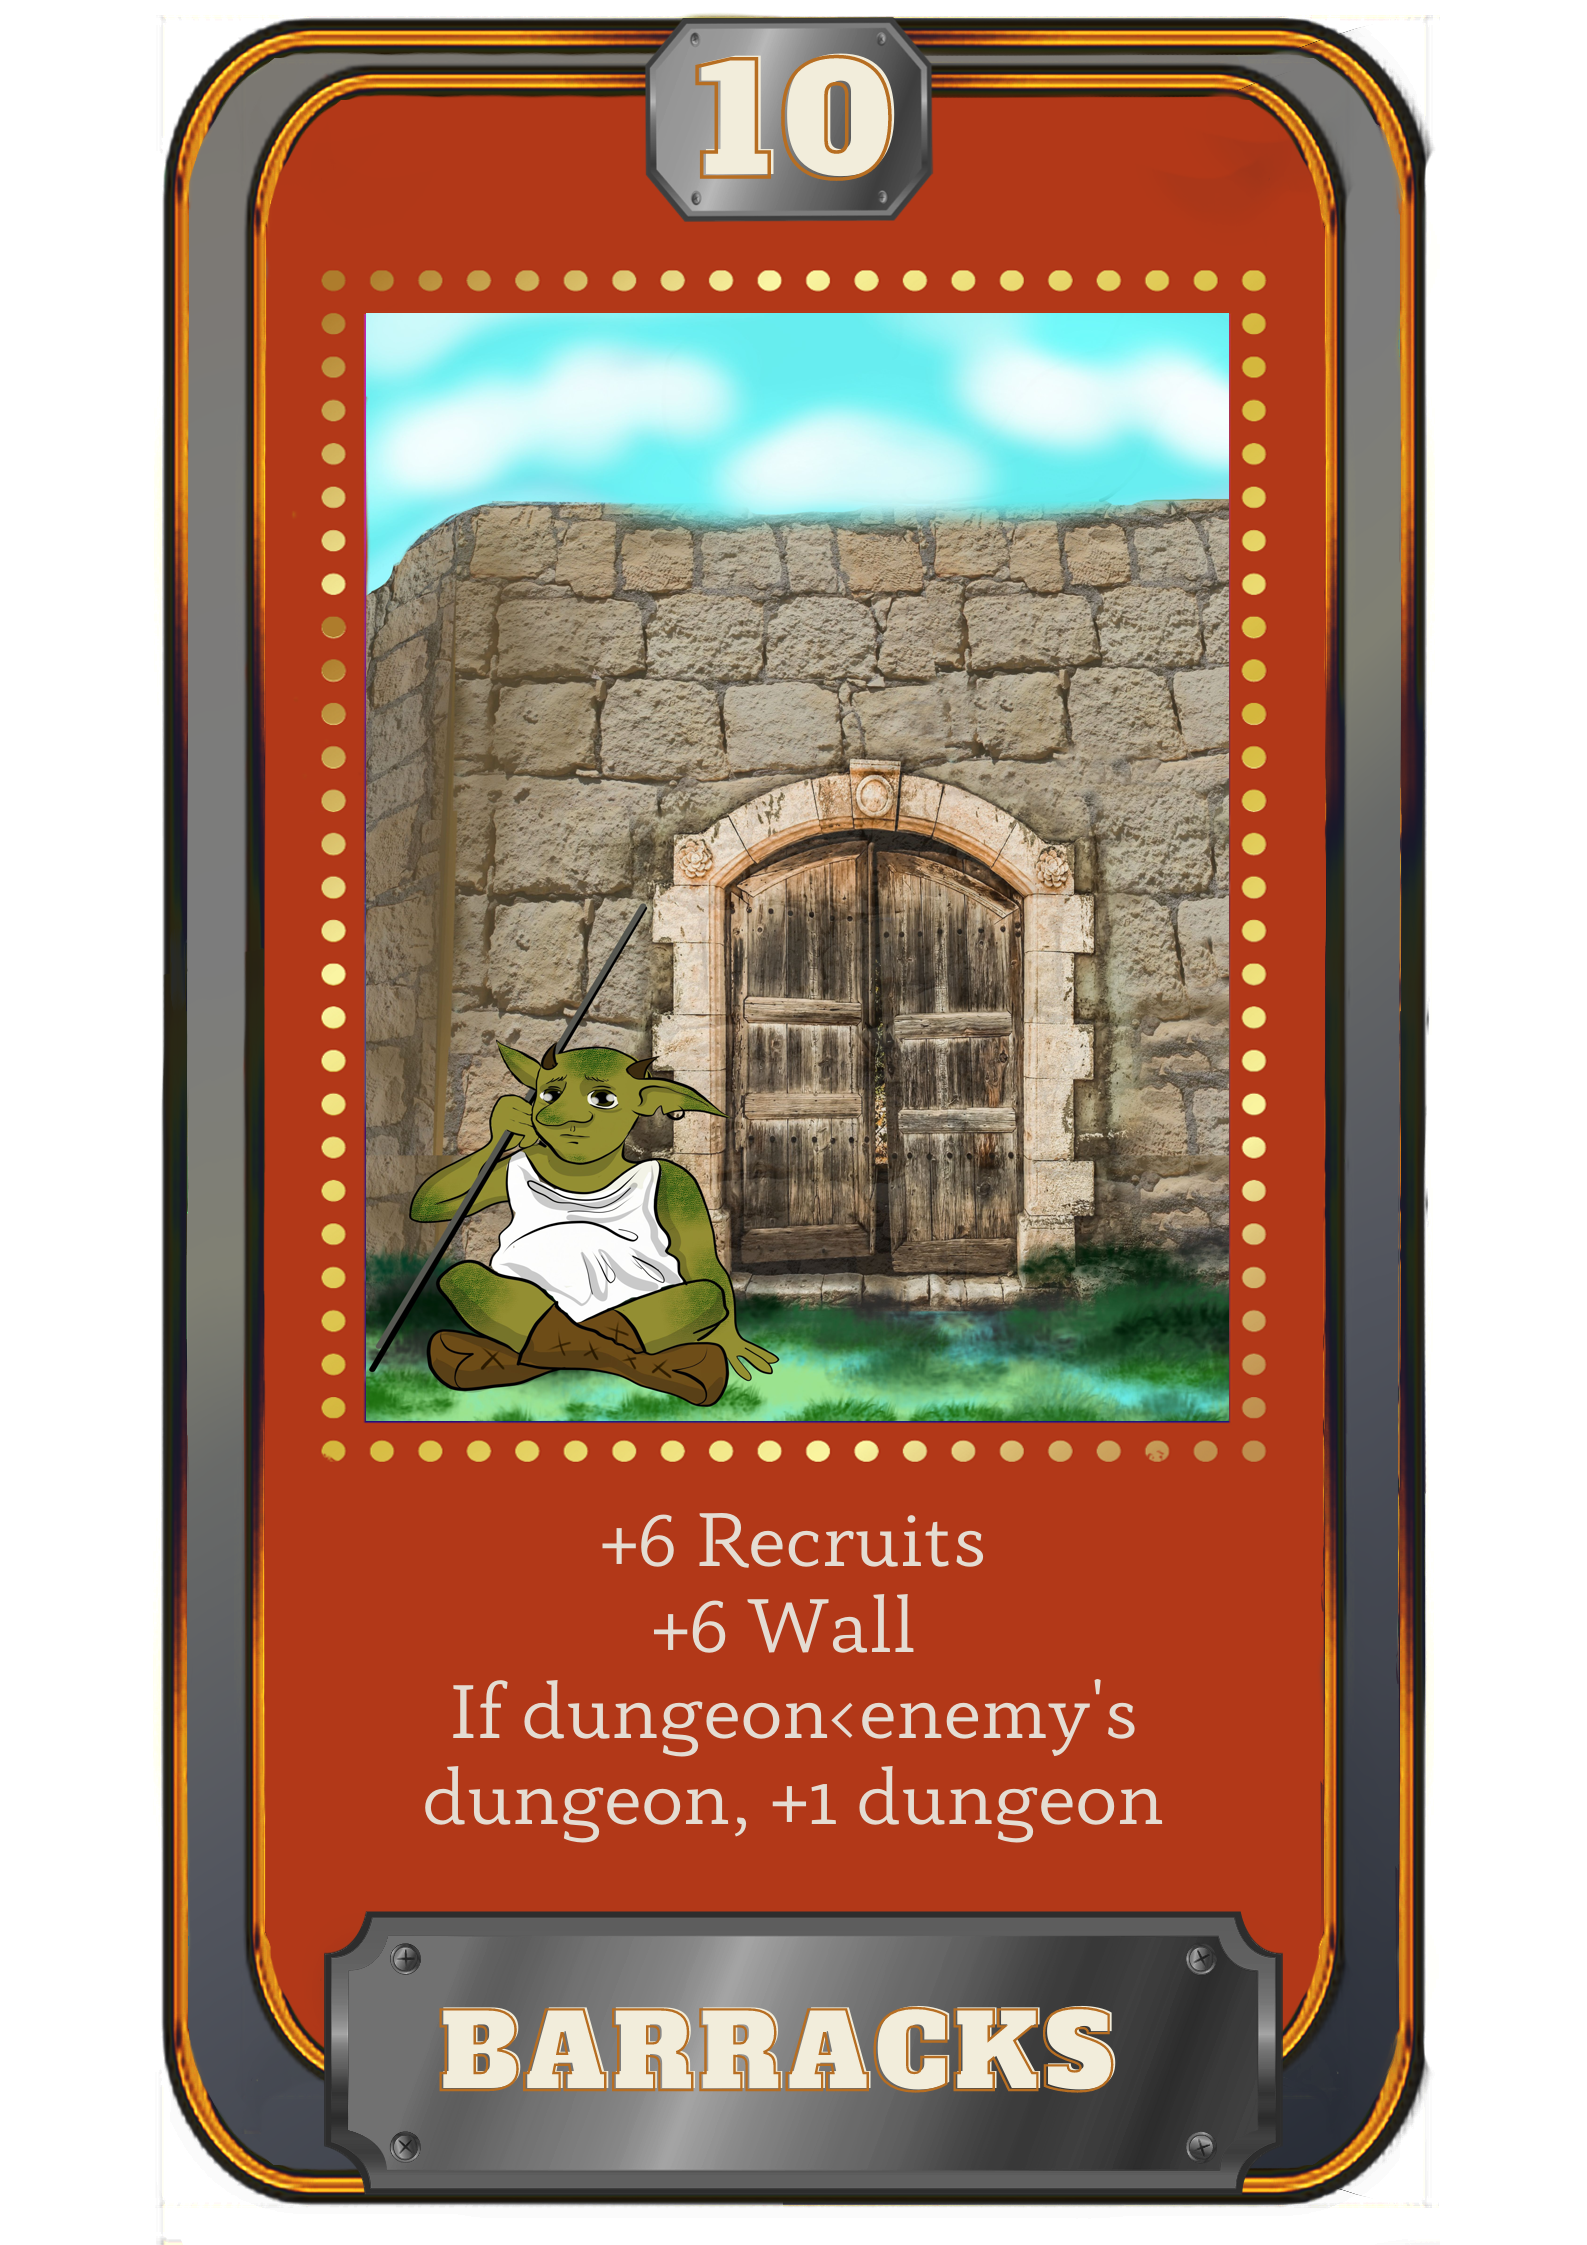 10
+6 Recruits
+6 Wall
If dungeon<enemy's
dungeon, +1 dungeon
BARRACKS